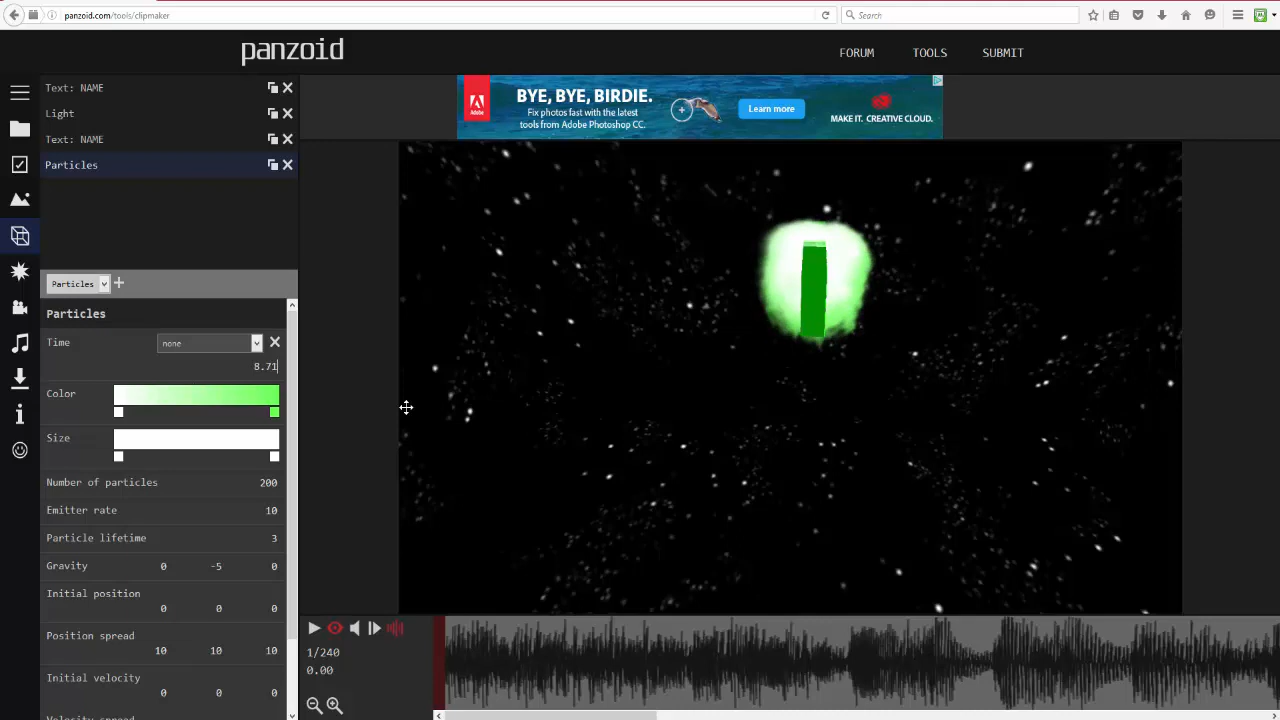 panzoid.com/tools/clipmaker
Search
panzoid
FORUM
TOOLS
SUBMIT
Text: NAME
Light
Text: NAME
Particles
BYE, BYE, BIRDIE.
Fix photos fast with the latest
tools from Adobe Photoshop CC.
Learn more
MAKE IT. CREATIVE CLOUD.
Adobe
Particles
Particles
Time none
8.71
Color
Size
Number of particles 200
Emitter rate 10
Particle lifetime 3
Gravity 0 -5 0
Initial position
0 0 0
Position spread
10 10 10
Initial velocity
0 0 0
Velocity spread
1/240
0.00